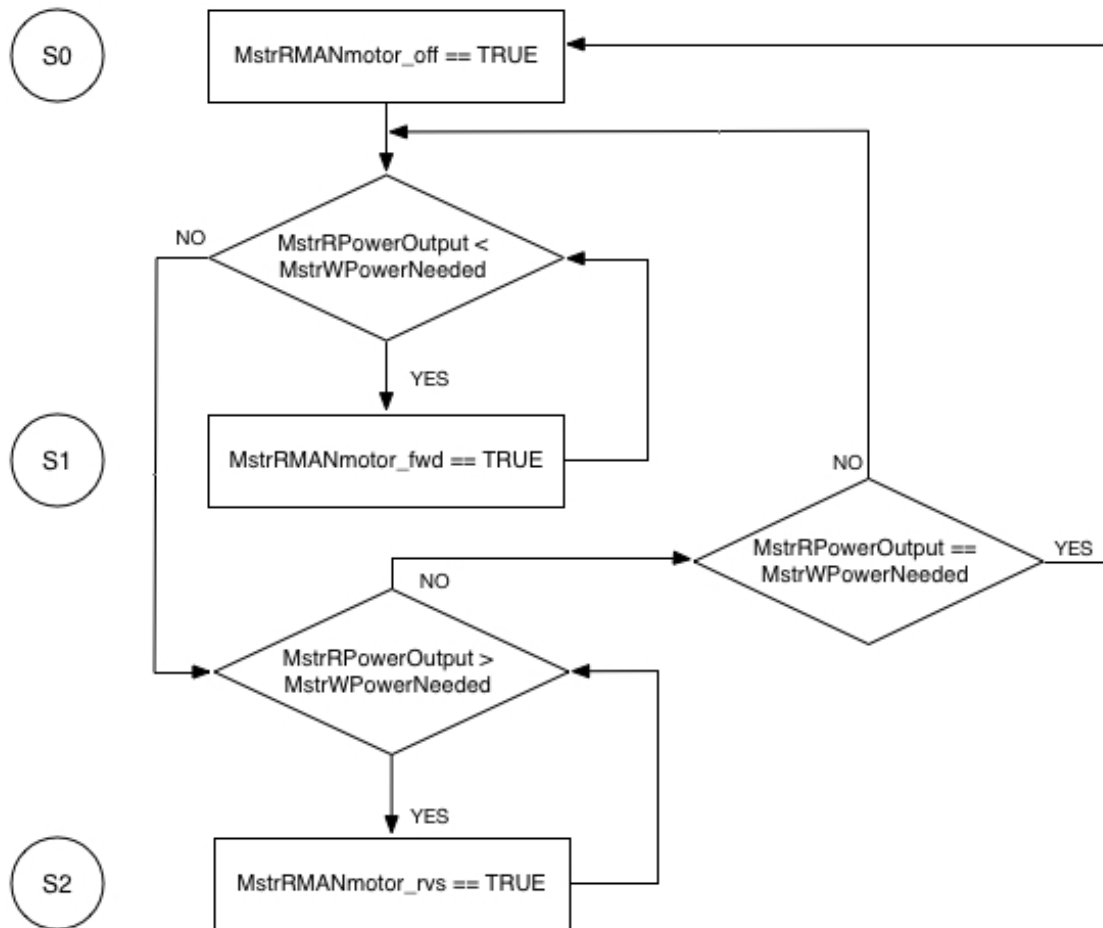 S0
MstrRMANmotor_off == TRUE
NO
MstrRPowerOutput <
MstrWPowerNeeded
YES
S1
MstrRMANmotor_fwd == TRUE
NO
MstrRPowerOutput ==
MstrWPowerNeeded
YES
NO
MstrRPowerOutput >
MstrWPowerNeeded
YES
S2
MstrRMANmotor_rvs == TRUE